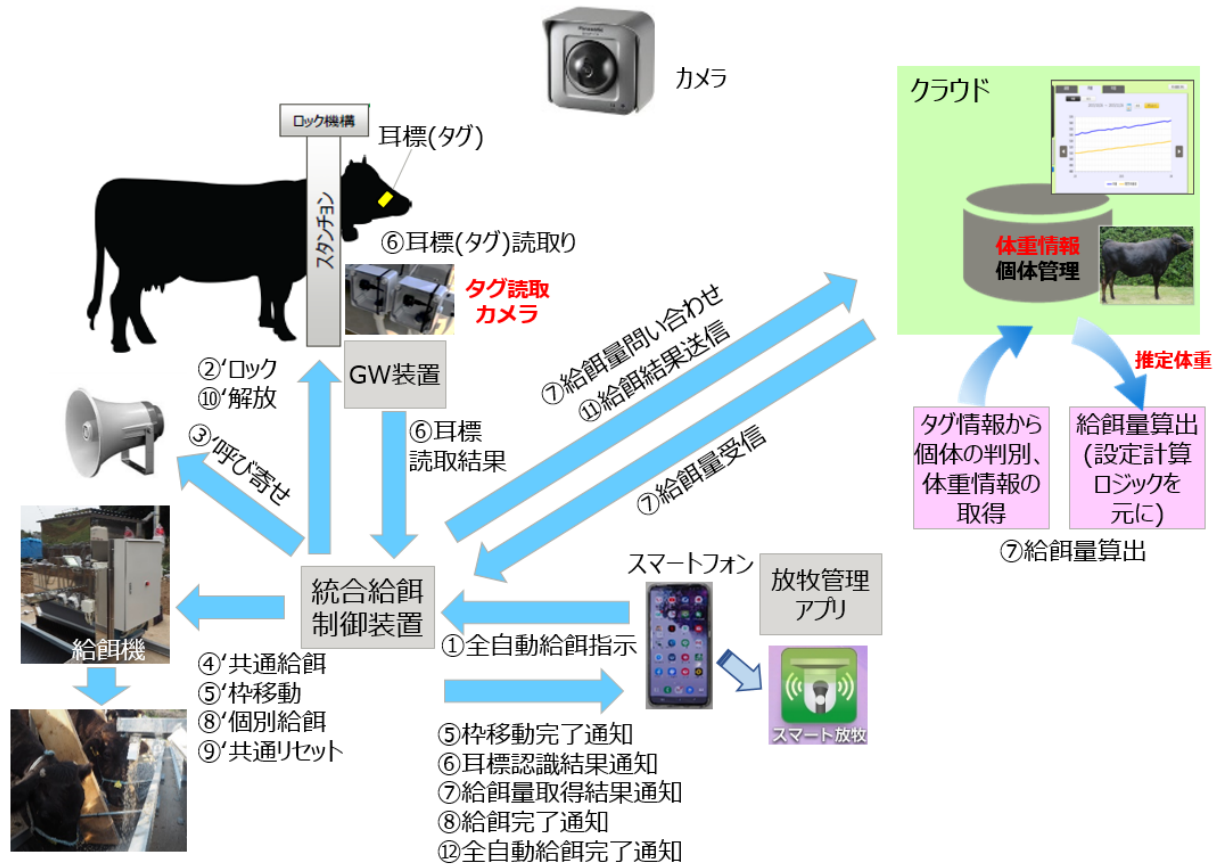 カメラ
クラウド
ロック機構
耳標(タグ)
スタンチョン
⑥耳標(タグ)読取り
タグ読取
カメラ
体重情報
個体管理
②‘ロック
⑩‘解放
GW装置
⑥耳標
読取結果
③‘呼び寄せ
⑦給餌量問い合わせ
⑪給餌結果送信
⑦給餌量受信
推定体重
タグ情報から
個体の判別、
体重情報の
取得
給餌量算出
(設定計算
ロジックを
元に)
⑦給餌量算出
統合給餌
制御装置
スマートフォン
放牧管理
アプリ
①全自動給餌指示
給餌機
④‘共通給餌
⑤‘枠移動
⑧‘個別給餌
⑨‘共通リセット
スマート放牧
⑤枠移動完了通知
⑥耳標認識結果通知
⑦給餌量取得結果通知
⑧給餌完了通知
⑫全自動給餌完了通知